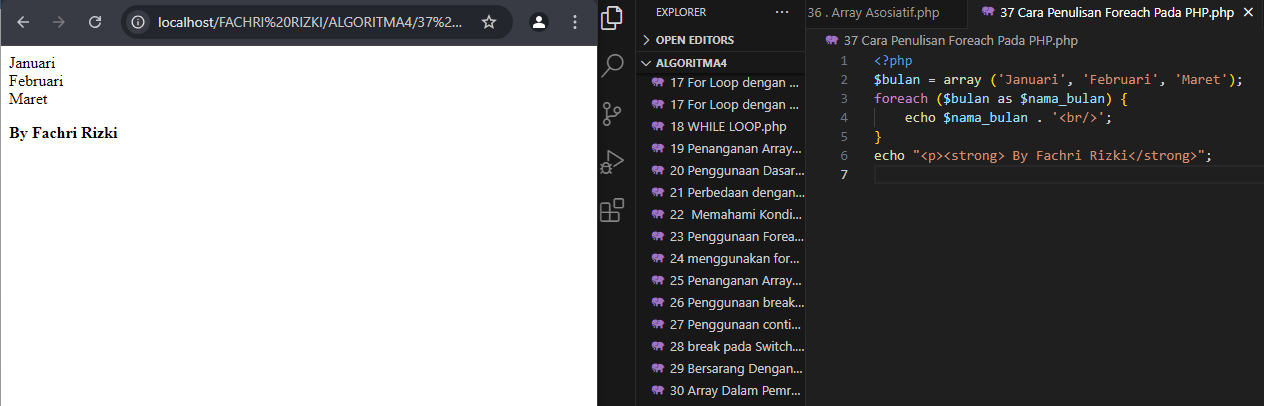 localhost/FACHRI%20RIZKI/ALGORITMA4/37%2...
Januari
Februari
Maret
By Fachri Rizki
EXPLORER
OPEN EDITORS
ALGORITMA4
17 For Loop dengan ...
17 For Loop dengan ...
18 WHILE LOOP.php
19 Penanganan Array...
20 Penggunaan Dasar...
21 Perbedaan dengan...
22  Memahami Kondi...
23 Penggunaan Forea...
24 menggunakan for...
25 Penanganan Array...
26 Penggunaan break...
27 Penggunaan conti...
28 break pada Switch....
29 Bersarang Dengan...
30 Array Dalam Pemr...
36 . Array Asosiatif.php
37 Cara Penulisan Foreach Pada PHP.php
37 Cara Penulisan Foreach Pada PHP.php
1 <?php
2 $bulan = array ('Januari', 'Februari', 'Maret');
3 foreach ($bulan as $nama_bulan) {
4     echo $nama_bulan . '<br/>';
5 }
6 echo "<p><strong> By Fachri Rizki</strong>";
7